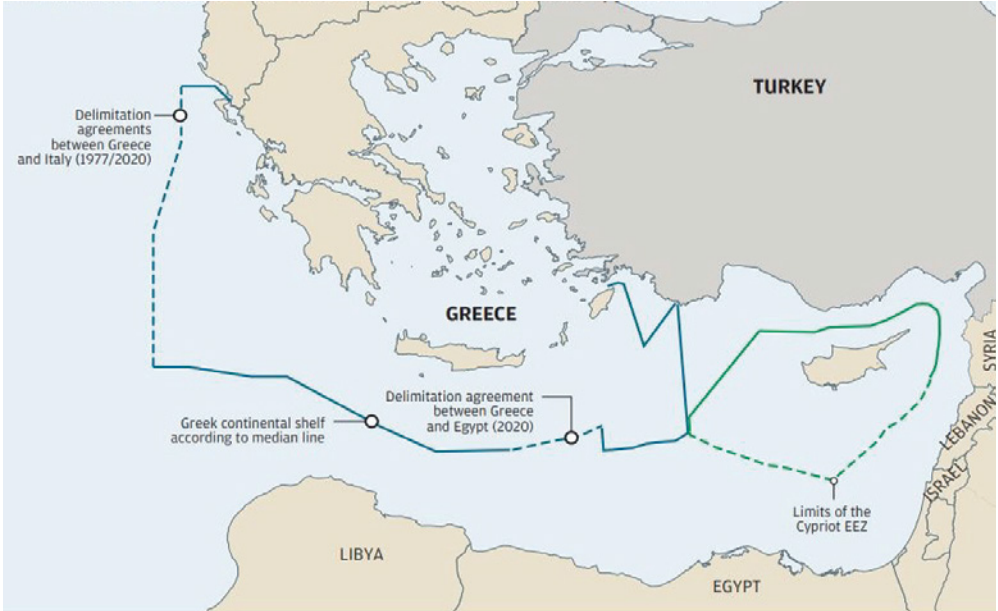 TURKEY
Delimitation
agreements
between Greece
and Italy (1977/2020)
GREECE
SYRIA
Delimitation agreement
between Greece
and Egypt (2020)
LEBANON
Greek continental shelf
according to median line
ISRAEL
Limits of the
Cypriot EEZ
LIBYA
EGYPT